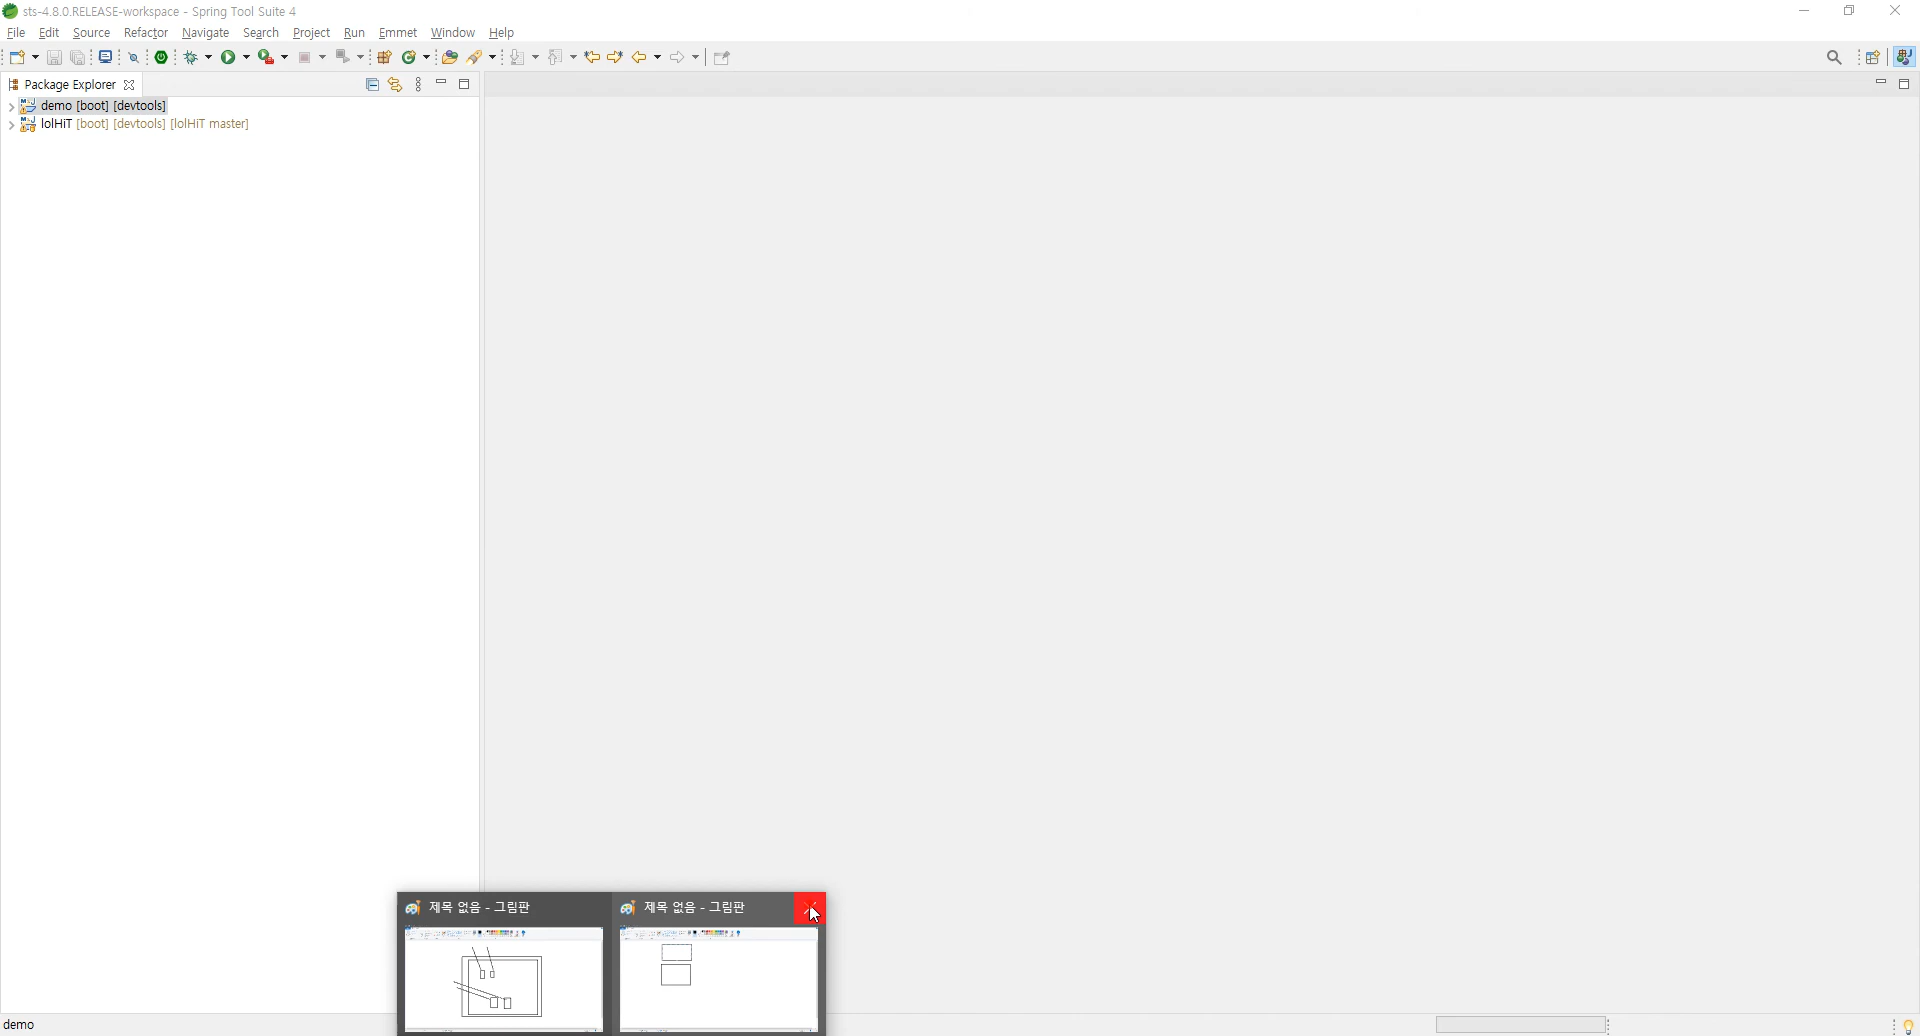 sts-4.8.0.RELEASE-workspace - Spring Tool Suite 4
File Edit Source Refactor Navigate Search Project Run Emmet Window Help
Package Explorer
demo [boot] [devtools]
lolHiT [boot] [devtools] [lolHiT master]
제목 없음 - 그림판
제목 없음 - 그림판
demo